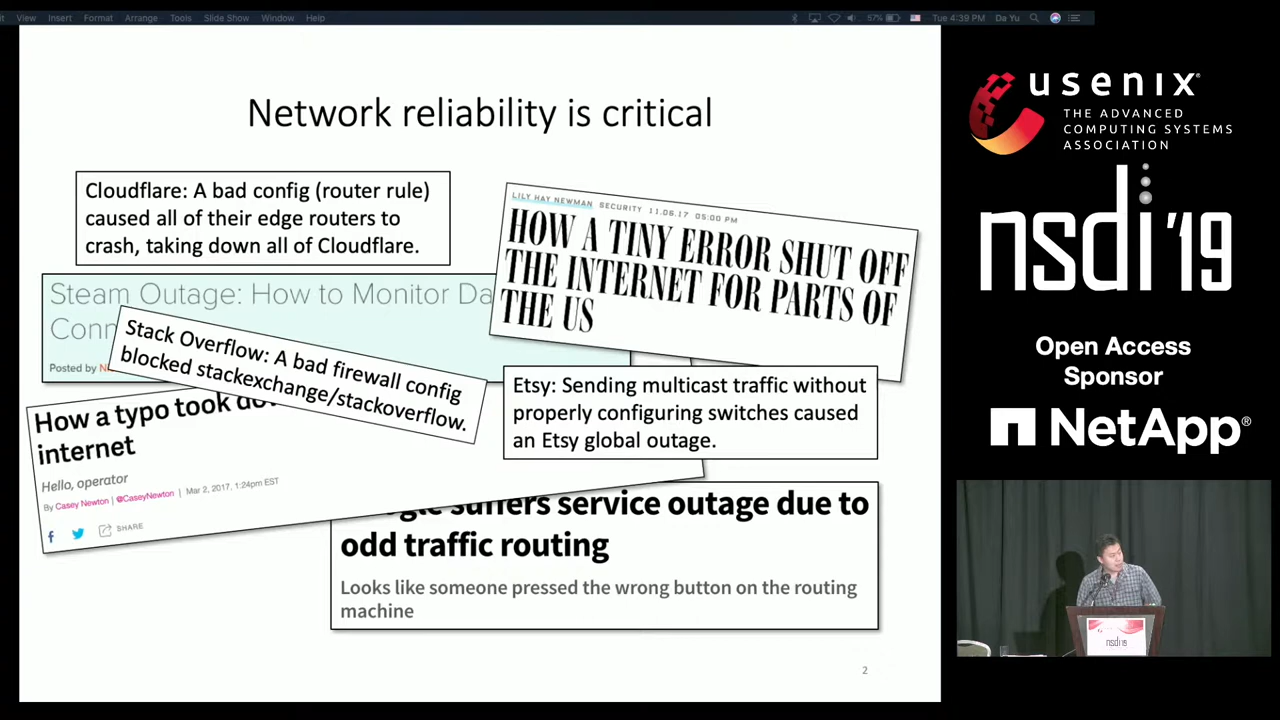 View Insert Format Arrange Tools Slide Show Window Help
57% Tue 4:39 PM Da Yu
Network reliability is critical
Cloudflare: A bad config (router rule)
caused all of their edge routers to
crash, taking down all of Cloudflare.
LILY HAY NEWMAN SECURITY 11.06.17 05:00 PM
HOW A TINY ERROR SHUT OFF
THE INTERNET FOR PARTS OF
THE US
Steam Outage: How to Monitor Da
Conn
Posted by
Stack Overflow: A bad firewall config
blocked stackexchange/stackoverflow.
Etsy: Sending multicast traffic without
properly configuring switches caused
an Etsy global outage.
How a typo took do
internet
Hello, operator
By Casey Newton | @CaseyNewton | Mar 2, 2017, 1:24pm EST
SHARE
suffers service outage due to
odd traffic routing
Looks like someone pressed the wrong button on the routing
machine
2
usenix
THE ADVANCED
COMPUTING SYSTEMS
ASSOCIATION
nsdi '19
Open Access
Sponsor
NetApp®
nsdi